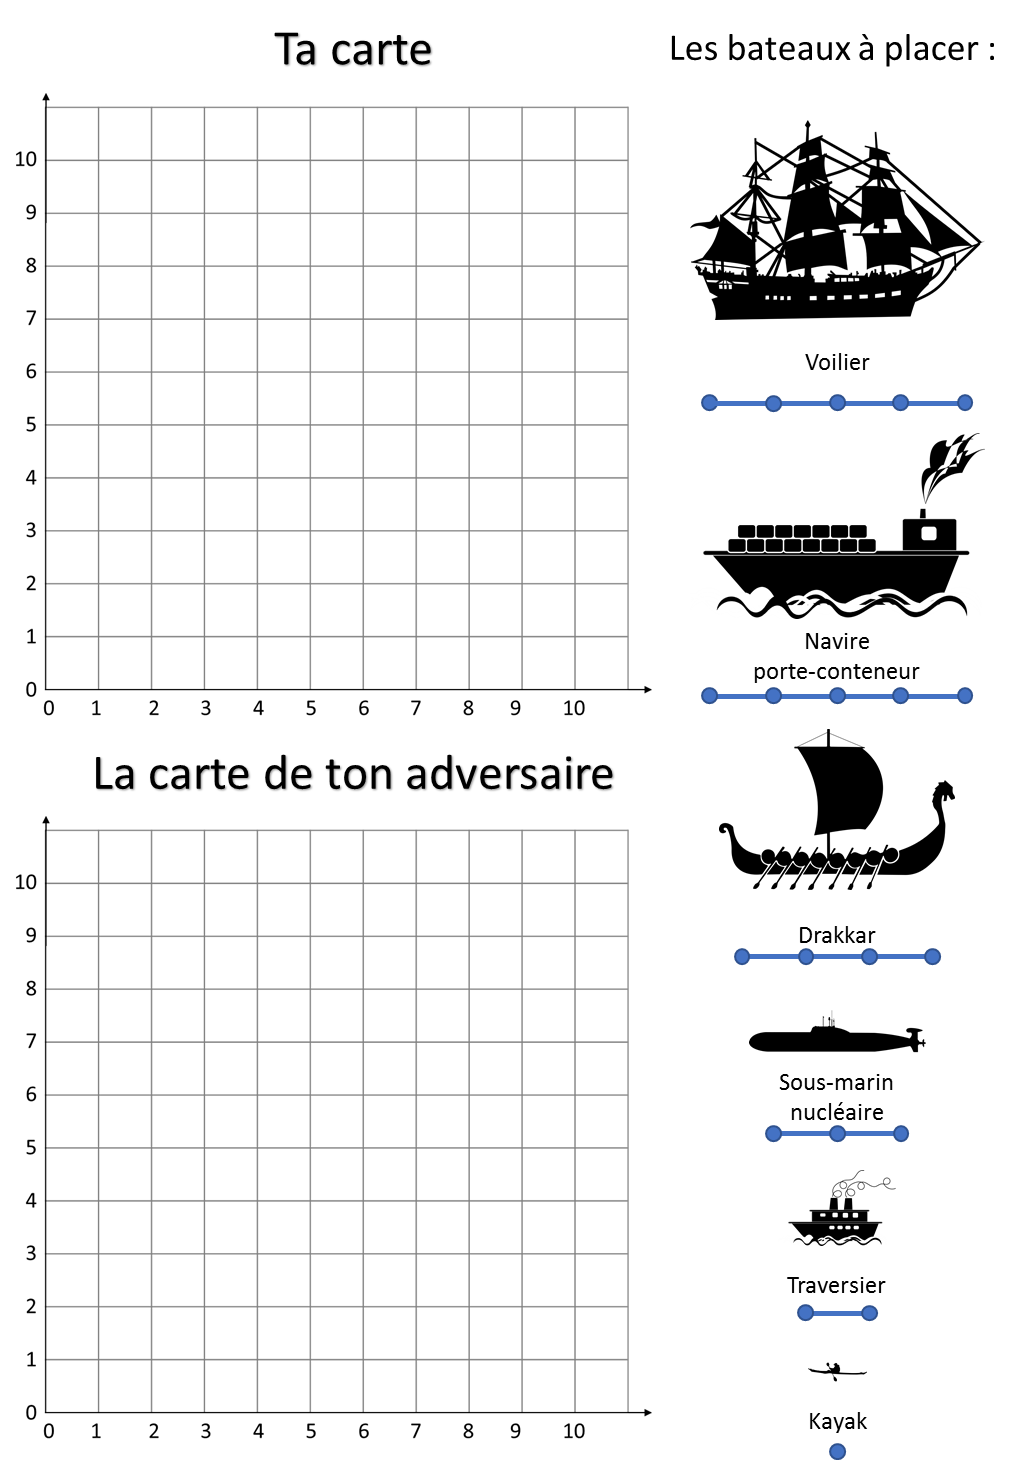 Ta carte
10
9
8
7
6
5
4
3
2
1
0
0 1 2 3 4 5 6 7 8 9 10
La carte de ton adversaire
10
9
8
7
6
5
4
3
2
1
0
0 1 2 3 4 5 6 7 8 9 10
Les bateaux à placer :
Voilier
Navire
porte-conteneur
Drakkar
Sous-marin
nucléaire
Traversier
Kayak